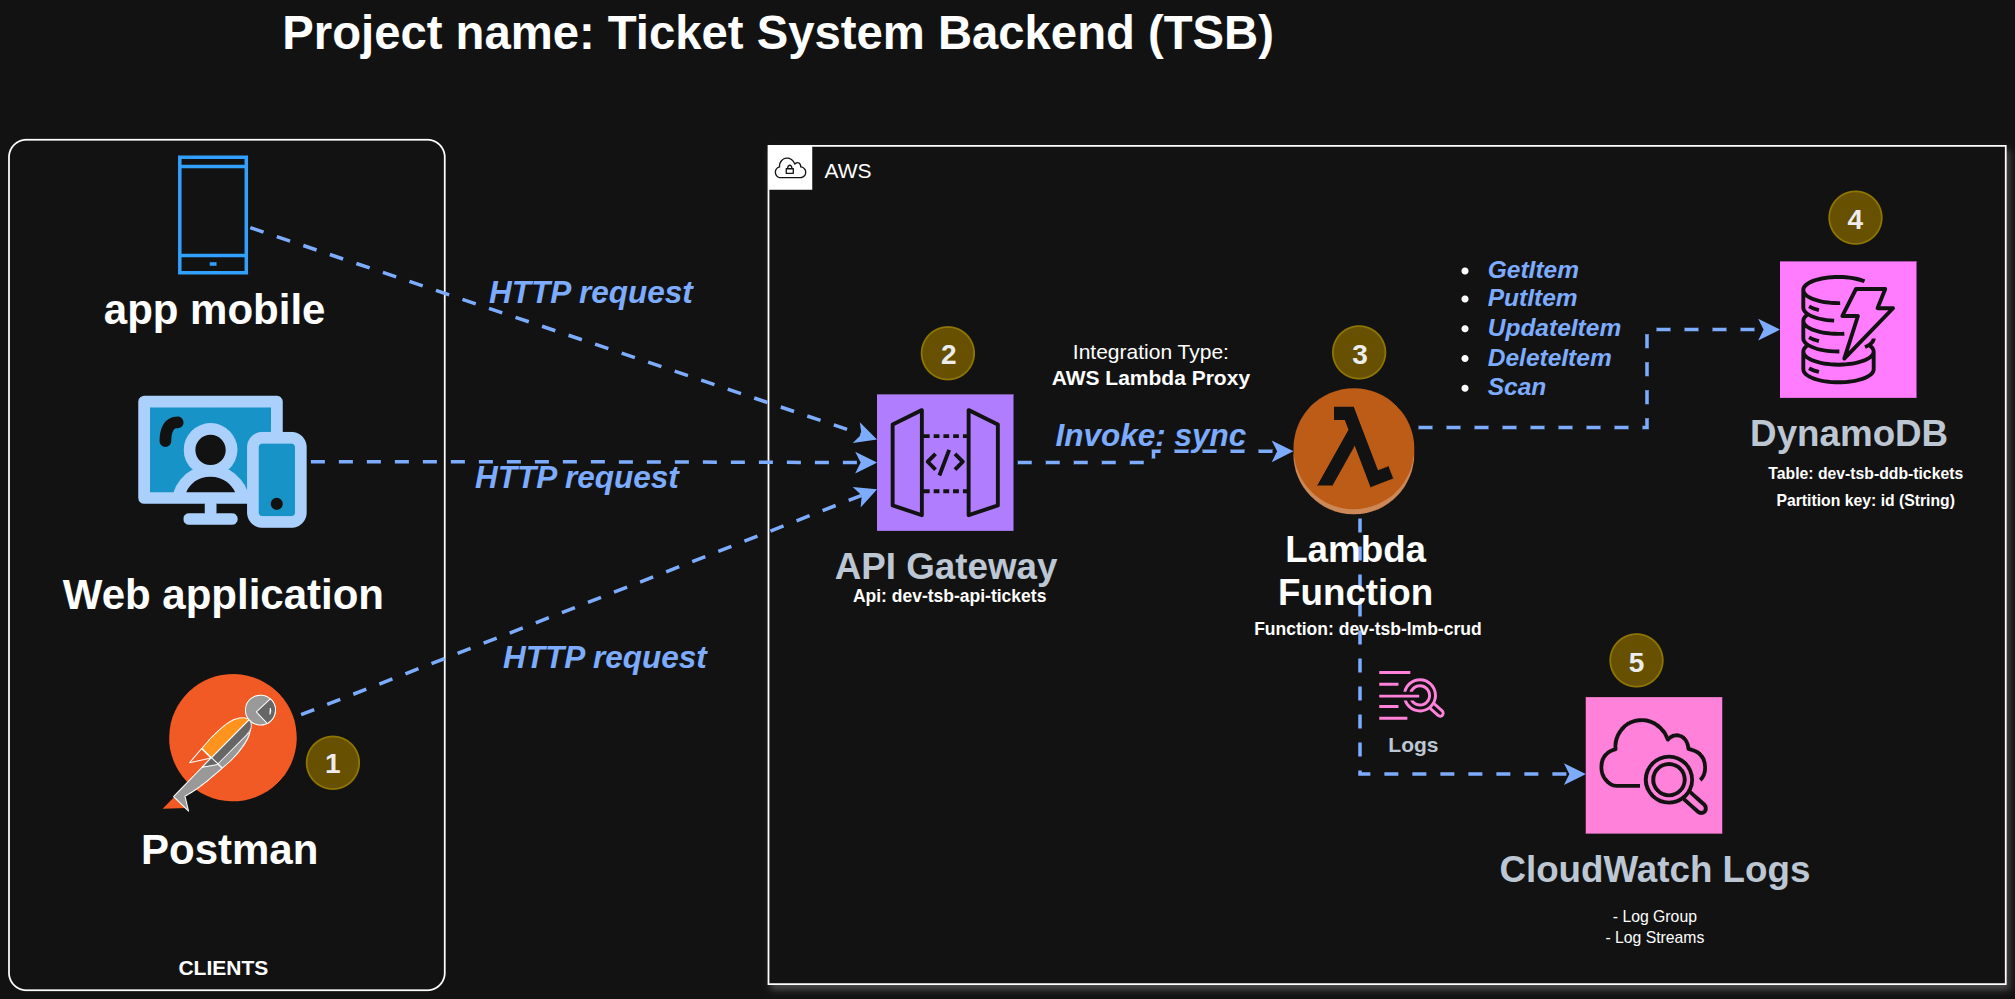 Project name: Ticket System Backend (TSB)
app mobile
Web application
Postman
1
CLIENTS
HTTP request
HTTP request
HTTP request
AWS
2
API Gateway
Api: dev-tsb-api-tickets
Integration Type:
AWS Lambda Proxy
Invoke: sync
3
Lambda
Function
Function: dev-tsb-lmb-crud
GetItem
PutItem
UpdateItem
DeleteItem
Scan
4
DynamoDB
Table: dev-tsb-ddb-tickets
Partition key: id (String)
Logs
5
CloudWatch Logs
- Log Group
- Log Streams